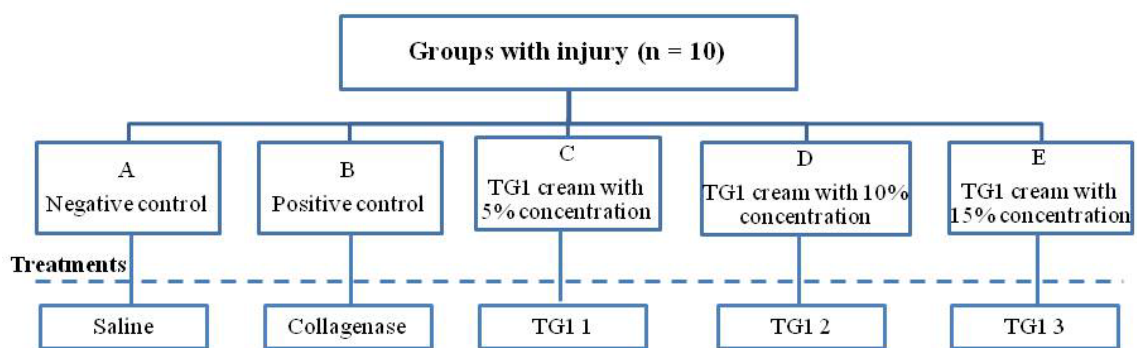 Groups with injury (n = 10)
A
Negative control
B
Positive control
C
TG1 cream with
5% concentration
D
TG1 cream with 10%
concentration
E
TG1 cream with
15% concentration
Treatments
Saline
Collagenase
TG1 1
TG1 2
TG1 3